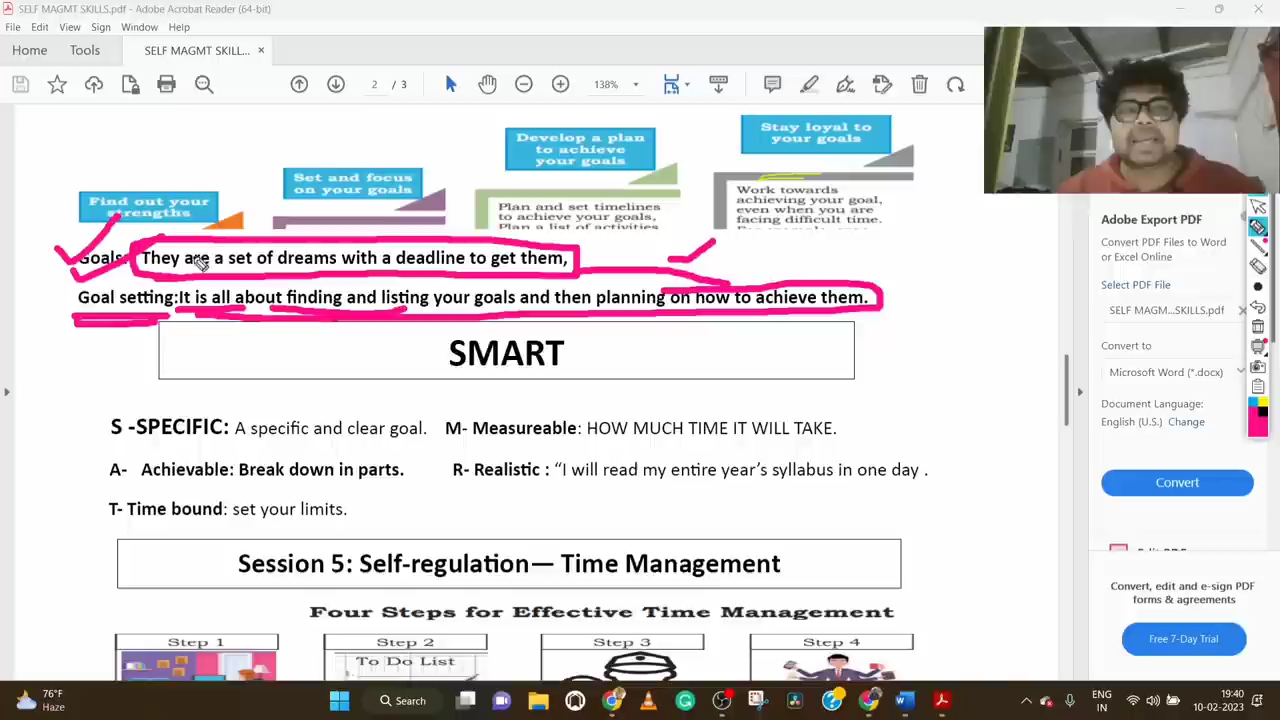 SELF MAGMT SKILLS.pdf - Adobe Acrobat Reader (64-bit)
File Edit View Sign Window Help
Home Tools SELF MAGMT SKILL... ×
2 / 3 138%
Find out your
strengths
Set and focus
on your goals
Develop a plan
to achieve
your goals
Stay loyal to
your goals
Plan and set timelines
to achieve your goals,
Plan a list of activities
Work towards
achieving your goal,
even when you are
facing difficult time.
Goals: They are a set of dreams with a deadline to get them,
Goal setting:It is all about finding and listing your goals and then planning on how to achieve them.
SMART
S -SPECIFIC: A specific and clear goal. M- Measureable: HOW MUCH TIME IT WILL TAKE.
A- Achievable: Break down in parts. R- Realistic : “I will read my entire year’s syllabus in one day .
T- Time bound: set your limits.
Session 5: Self-regulation— Time Management
Four Steps for Effective Time Management
Step 1 Step 2 Step 3 Step 4
To Do List
Adobe Export PDF
Convert PDF Files to Word
or Excel Online
Select PDF File
SELF MAGM...SKILLS.pdf
Convert to
Microsoft Word (*.docx)
Document Language:
English (U.S.) Change
Convert
Convert, edit and e-sign PDF
forms & agreements
Free 7-Day Trial
76°F
Haze
Search
ENG
IN
19:40
10-02-2023